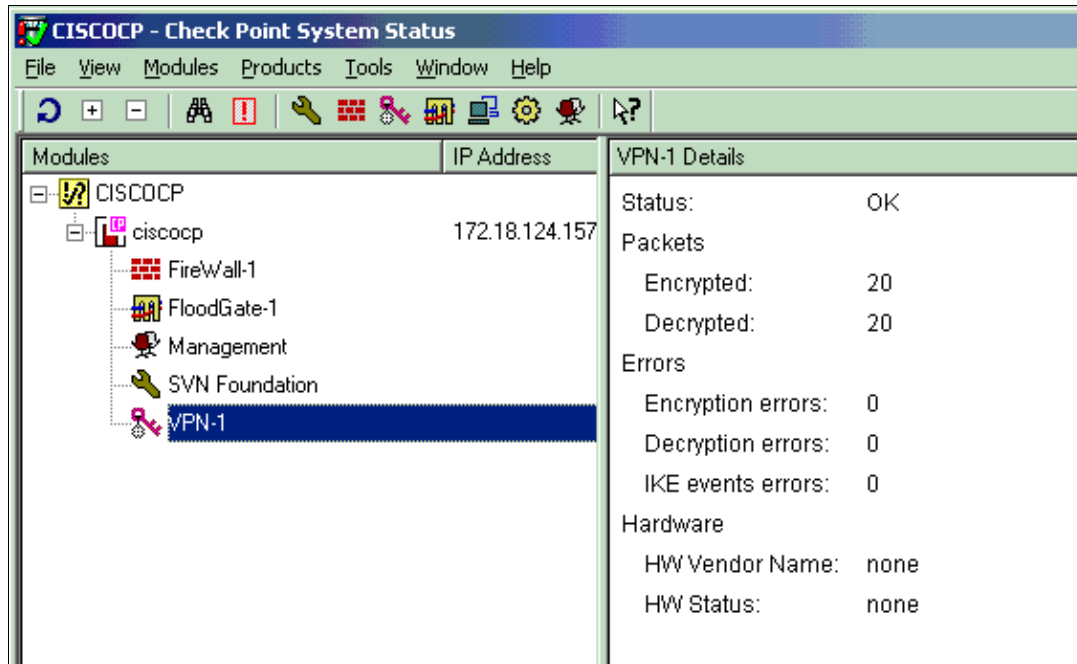 CISCOCP - Check Point System Status
File View Modules Products Tools Window Help
Modules IP Address
CISCOCP
ciscocp 172.18.124.157
FireWall-1
FloodGate-1
Management
SVN Foundation
VPN-1
VPN-1 Details
Status: OK
Packets
Encrypted: 20
Decrypted: 20
Errors
Encryption errors: 0
Decryption errors: 0
IKE events errors: 0
Hardware
HW Vendor Name: none
HW Status: none